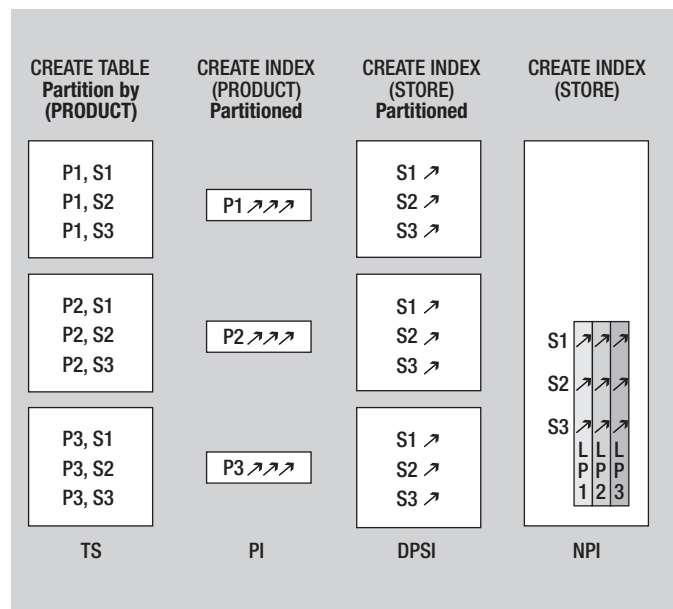 CREATE TABLE
Partition by
(PRODUCT)
CREATE INDEX
(PRODUCT)
Partitioned
CREATE INDEX
(STORE)
Partitioned
CREATE INDEX
(STORE)
P1, S1
P1, S2
P1, S3
P2, S1
P2, S2
P2, S3
P3, S1
P3, S2
P3, S3
TS
P1
P2
P3
PI
S1
S2
S3
S1
S2
S3
S1
S2
S3
DPSI
S1
S2
S3
LP1
LP2
LP3
NPI